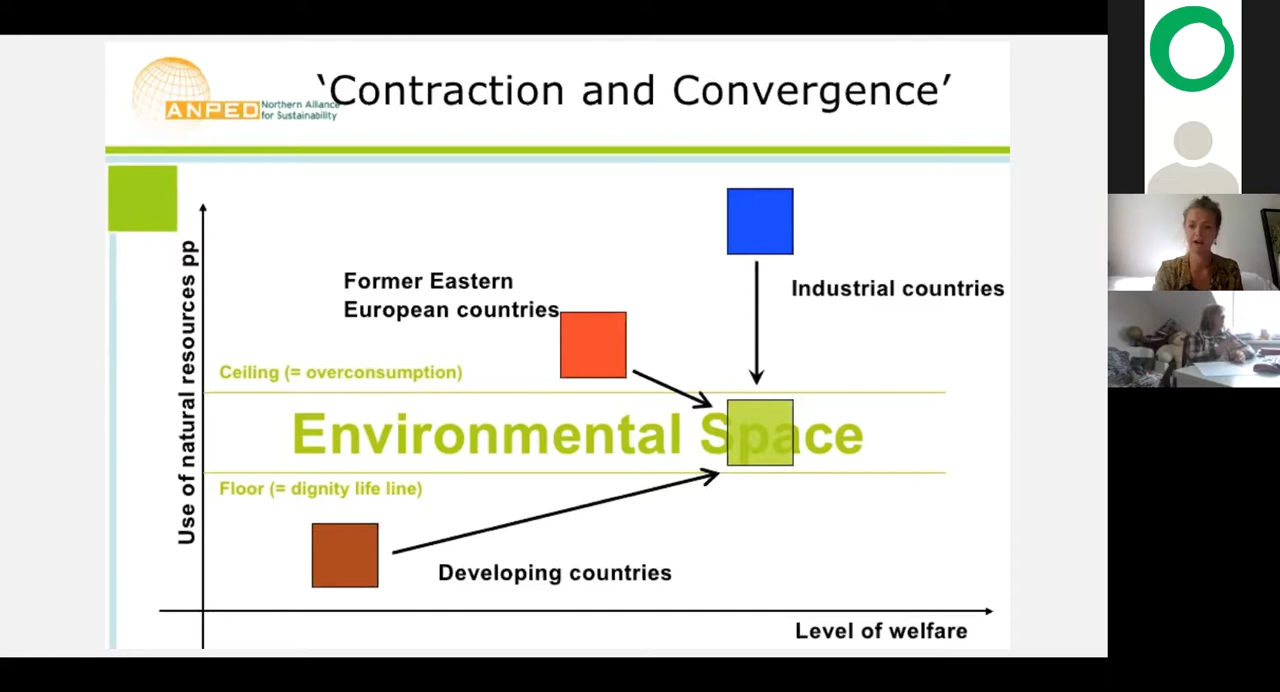 ‘Contraction and Convergence’
ANPED
Northern Alliance
for Sustainability
Use of natural resources pp
Former Eastern
European countries
Industrial countries
Ceiling (= overconsumption)
Environmental Space
Floor (= dignity life line)
Developing countries
Level of welfare